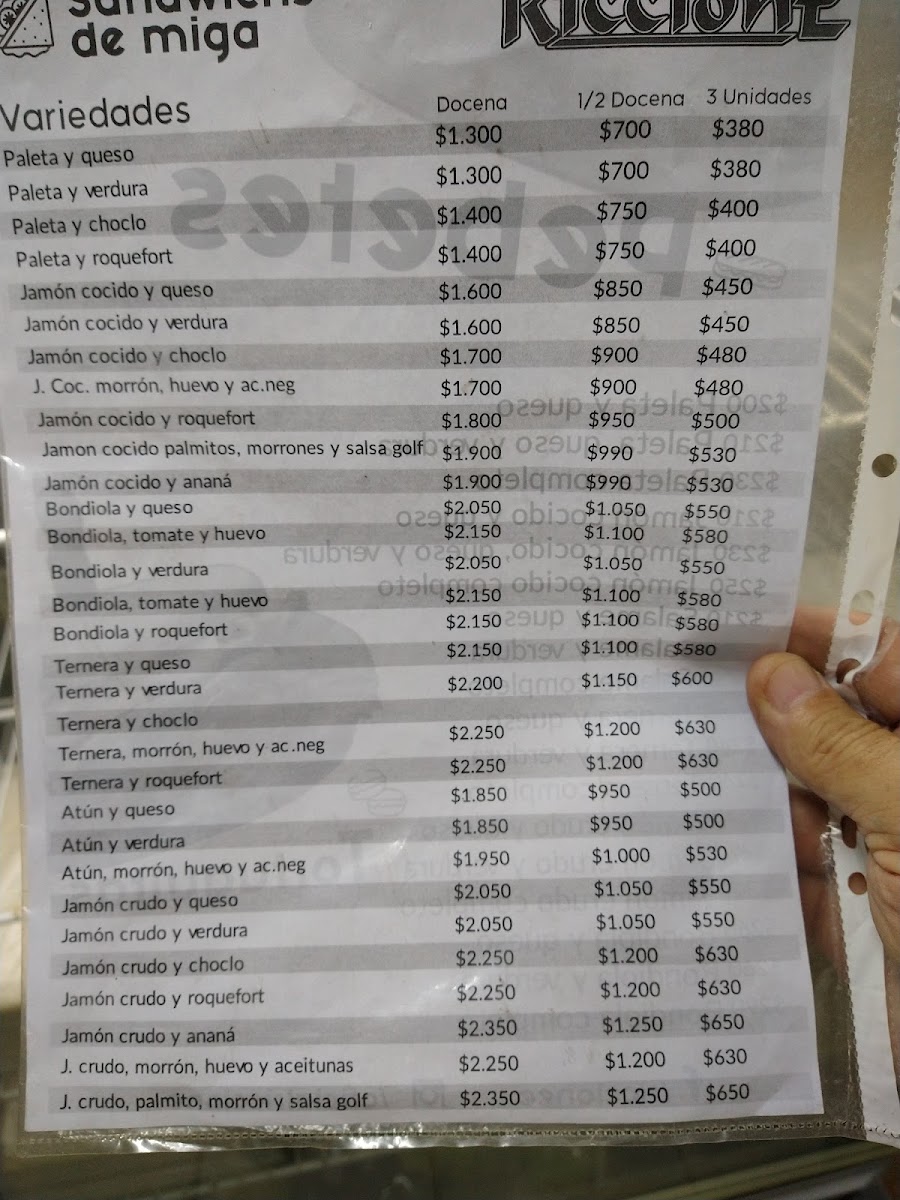 sandwichs
de miga
Riccione
Variedades Docena 1/2 Docena 3 Unidades
Paleta y queso $1.300 $700 $380
Paleta y verdura $1.300 $700 $380
Paleta y choclo $1.400 $750 $400
Paleta y roquefort $1.400 $750 $400
Jamón cocido y queso $1.600 $850 $450
Jamón cocido y verdura $1.600 $850 $450
Jamón cocido y choclo $1.700 $900 $480
J. Coc. morrón, huevo y ac.neg $1.700 $900 $480
Jamón cocido y roquefort $1.800 $950 $500
Jamon cocido palmitos, morrones y salsa golf $1.900 $990 $530
Jamón cocido y ananá $1.900 $990 $530
Bondiola y queso $2.050 $1.050 $550
Bondiola, tomate y huevo $2.150 $1.100 $580
Bondiola y verdura $2.050 $1.050 $550
Bondiola, tomate y huevo $2.150 $1.100 $580
Bondiola y roquefort $2.150 $1.100 $580
Ternera y queso $2.150 $1.100 $580
Ternera y verdura $2.200 $1.150 $600
Ternera y choclo
Ternera, morrón, huevo y ac.neg $2.250 $1.200 $630
Ternera y roquefort $2.250 $1.200 $630
Atún y queso $1.850 $950 $500
Atún y verdura $1.850 $950 $500
Atún, morrón, huevo y ac.neg $1.950 $1.000 $530
Jamón crudo y queso $2.050 $1.050 $550
Jamón crudo y verdura $2.050 $1.050 $550
Jamón crudo y choclo $2.250 $1.200 $630
Jamón crudo y roquefort $2.250 $1.200 $630
Jamón crudo y ananá $2.350 $1.250 $650
J. crudo, morrón, huevo y aceitunas $2.250 $1.200 $630
J. crudo, palmito, morrón y salsa golf $2.350 $1.250 $650